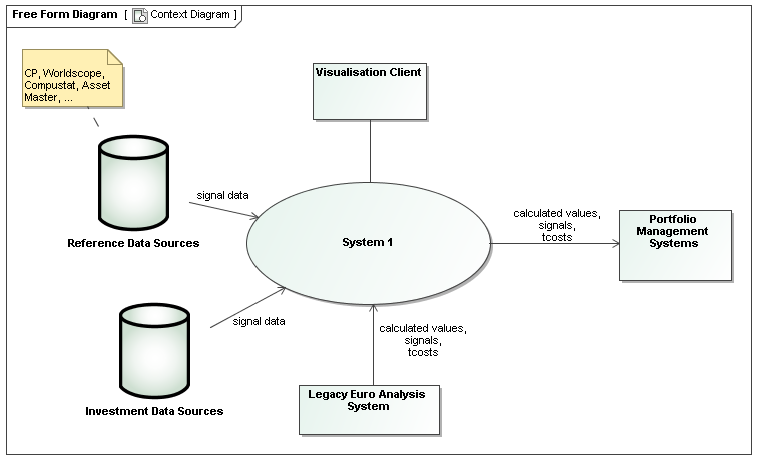 Free Form Diagram [ Context Diagram ]
CP, Worldscope,
Compustat, Asset
Master, ...
Visualisation Client
signal data
Reference Data Sources
System 1
calculated values,
signals,
tcosts
Portfolio
Management
Systems
signal data
calculated values,
signals,
tcosts
Investment Data Sources
Legacy Euro Analysis
System